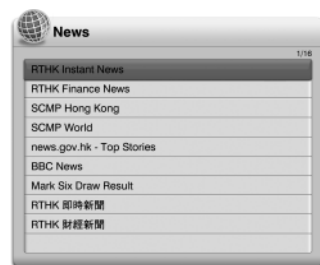 News
1/16
RTHK Instant News
RTHK Finance News
SCMP Hong Kong
SCMP World
news.gov.hk - Top Stories
BBC News
Mark Six Draw Result
RTHK 即時新聞
RTHK 財經新聞